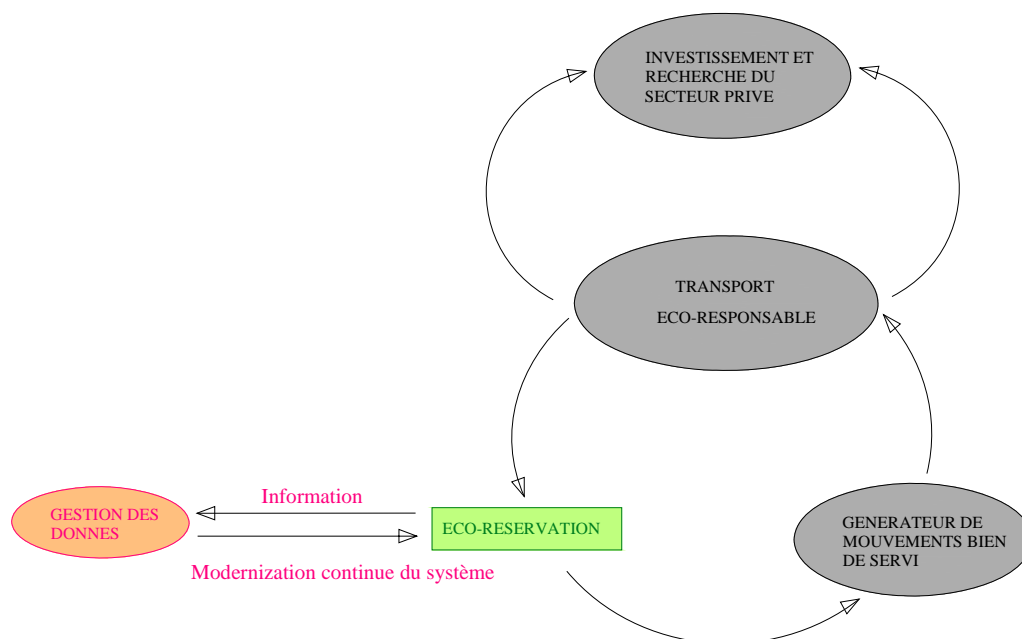 INVESTISSEMENT ET
RECHERCHE DU
SECTEUR PRIVE
TRANSPORT
ECO-RESPONSABLE
Information
GESTION DES
DONNES
ECO-RESERVATION
GENERATEUR DE
MOUVEMENTS BIEN
DE SERVI
Modernization continue du système